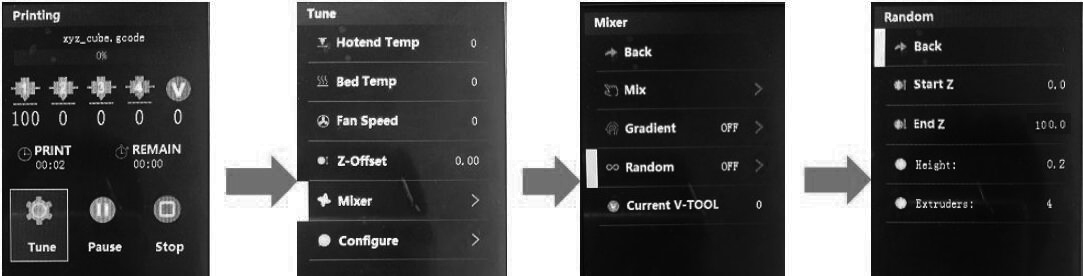 Printing
xyz_cube.gcode
0%
1 2 3 4 V
100 0 0 0 0
PRINT
00:02
REMAIN
00:00
Tune Pause Stop
Tune
Hotend Temp 0
Bed Temp 0
Fan Speed 0
Z-Offset 0.00
Mixer >
Configure >
Mixer
Back
Mix >
Gradient OFF >
Random OFF >
V Current V-TOOL 0
Random
Back
Start Z 0.0
End Z 100.0
Height: 0.2
Extruders: 4